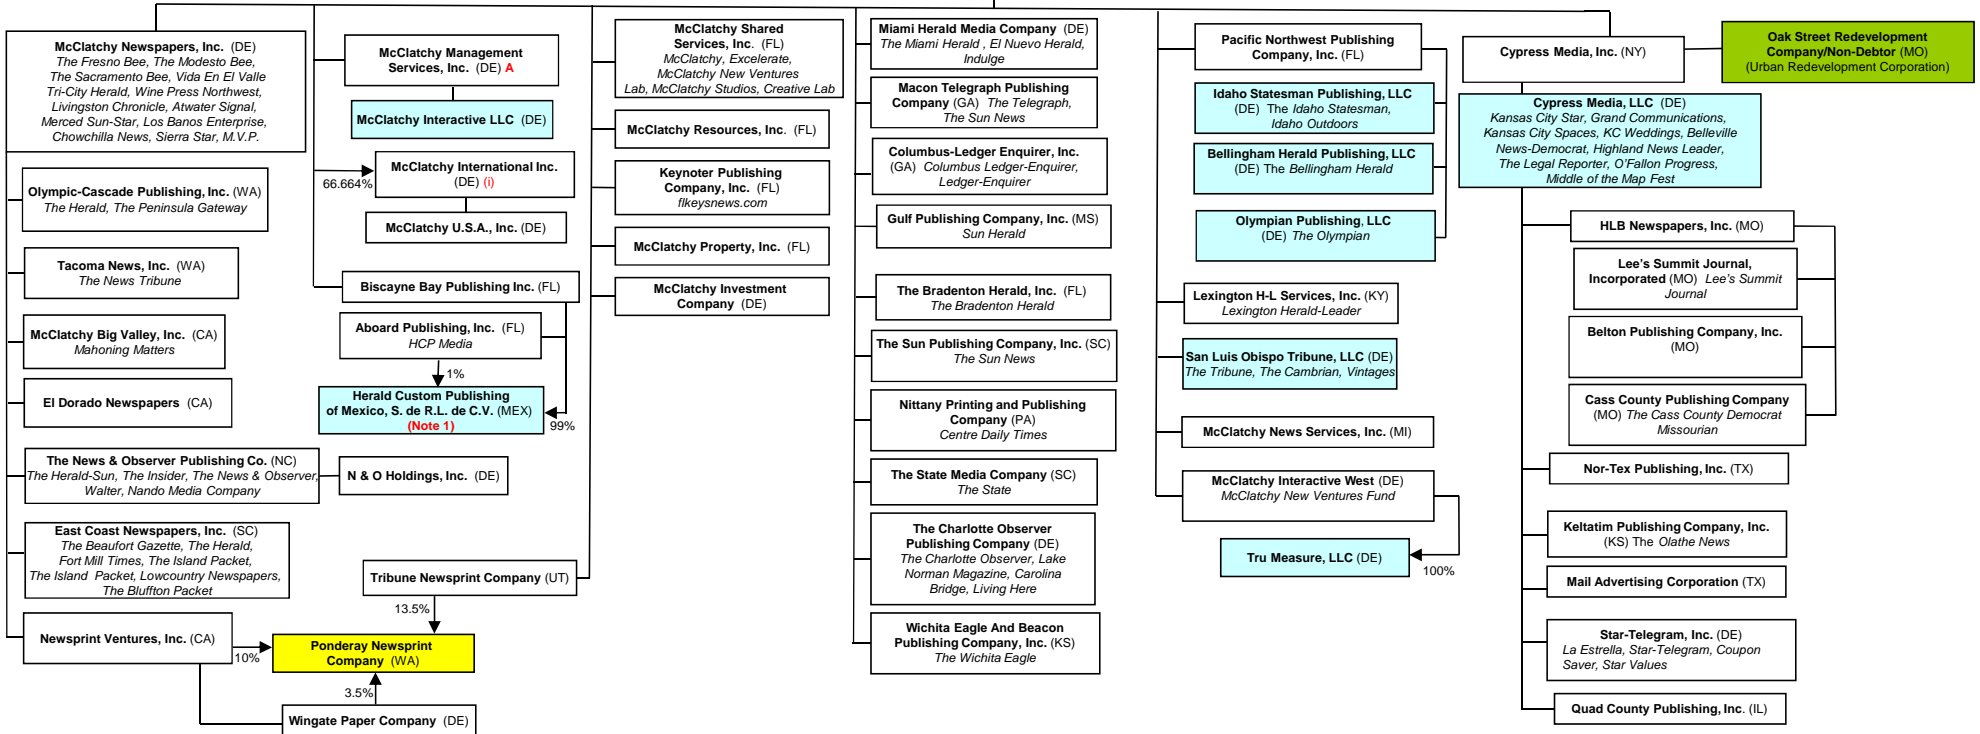 McClatchy Newspapers, Inc. (DE)
The Fresno Bee, The Modesto Bee,
The Sacramento Bee, Vida En El Valle
Tri-City Herald, Wine Press Northwest,
Livingston Chronicle, Atwater Signal,
Merced Sun-Star, Los Banos Enterprise,
Chowchilla News, Sierra Star, M.V.P.
Olympic-Cascade Publishing, Inc. (WA)
The Herald, The Peninsula Gateway
Tacoma News, Inc. (WA)
The News Tribune
McClatchy Big Valley, Inc. (CA)
Mahoning Matters
El Dorado Newspapers (CA)
The News & Observer Publishing Co. (NC)
The Herald-Sun, The Insider, The News & Observer,
Walter, Nando Media Company
N & O Holdings, Inc. (DE)
East Coast Newspapers, Inc. (SC)
The Beaufort Gazette, The Herald,
Fort Mill Times, The Island Packet,
The Island Packet, Lowcountry Newspapers,
The Bluffton Packet
Newsprint Ventures, Inc. (CA)
10%
McClatchy Management
Services, Inc. (DE) A
McClatchy Interactive LLC (DE)
66.664%
McClatchy International Inc.
(DE) (i)
McClatchy U.S.A., Inc. (DE)
Biscayne Bay Publishing Inc. (FL)
Aboard Publishing, Inc. (FL)
HCP Media
1%
Herald Custom Publishing
of Mexico, S. de R.L. de C.V. (MEX)
(Note 1)
99%
Tribune Newsprint Company (UT)
13.5%
Ponderay Newsprint
Company (WA)
3.5%
Wingate Paper Company (DE)
McClatchy Shared
Services, Inc. (FL)
McClatchy, Excelerate,
McClatchy New Ventures
Lab, McClatchy Studios, Creative Lab
McClatchy Resources, Inc. (FL)
Keynoter Publishing
Company, Inc. (FL)
flkeysnews.com
McClatchy Property, Inc. (FL)
McClatchy Investment
Company (DE)
Miami Herald Media Company (DE)
The Miami Herald , El Nuevo Herald,
Indulge
Macon Telegraph Publishing
Company (GA) The Telegraph,
The Sun News
Columbus-Ledger Enquirer, Inc.
(GA) Columbus Ledger-Enquirer,
Ledger-Enquirer
Gulf Publishing Company, Inc. (MS)
Sun Herald
The Bradenton Herald, Inc. (FL)
The Bradenton Herald
The Sun Publishing Company, Inc. (SC)
The Sun News
Nittany Printing and Publishing
Company (PA)
Centre Daily Times
The State Media Company (SC)
The State
The Charlotte Observer
Publishing Company (DE)
The Charlotte Observer, Lake
Norman Magazine, Carolina
Bridge, Living Here
Wichita Eagle And Beacon
Publishing Company, Inc. (KS)
The Wichita Eagle
Pacific Northwest Publishing
Company, Inc. (FL)
Idaho Statesman Publishing, LLC
(DE) The Idaho Statesman,
Idaho Outdoors
Bellingham Herald Publishing, LLC
(DE) The Bellingham Herald
Olympian Publishing, LLC
(DE) The Olympian
Lexington H-L Services, Inc. (KY)
Lexington Herald-Leader
San Luis Obispo Tribune, LLC (DE)
The Tribune, The Cambrian, Vintages
McClatchy News Services, Inc. (MI)
McClatchy Interactive West (DE)
McClatchy New Ventures Fund
Tru Measure, LLC (DE)
100%
Cypress Media, Inc. (NY)
Oak Street Redevelopment
Company/Non-Debtor (MO)
(Urban Redevelopment Corporation)
Cypress Media, LLC (DE)
Kansas City Star, Grand Communications,
Kansas City Spaces, KC Weddings, Belleville
News-Democrat, Highland News Leader,
The Legal Reporter, O'Fallon Progress,
Middle of the Map Fest
HLB Newspapers, Inc. (MO)
Lee's Summit Journal,
Incorporated (MO) Lee's Summit
Journal
Belton Publishing Company, Inc.
(MO)
Cass County Publishing Company
(MO) The Cass County Democrat
Missourian
Nor-Tex Publishing, Inc. (TX)
Keltatim Publishing Company, Inc.
(KS) The Olathe News
Mail Advertising Corporation (TX)
Star-Telegram, Inc. (DE)
La Estrella, Star-Telegram, Coupon
Saver, Star Values
Quad County Publishing, Inc. (IL)